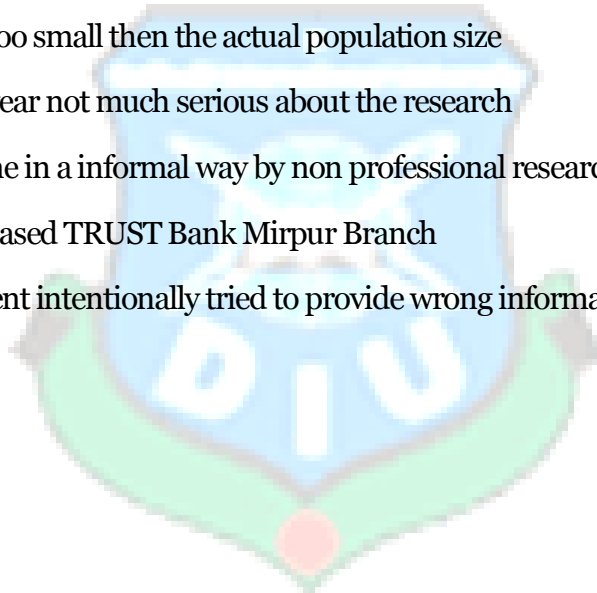 oo small then the actual population size
ear not much serious about the research
ne in a informal way by non professional researc
ased TRUST Bank Mirpur Branch
ent intentionally tried to provide wrong informa
D I U